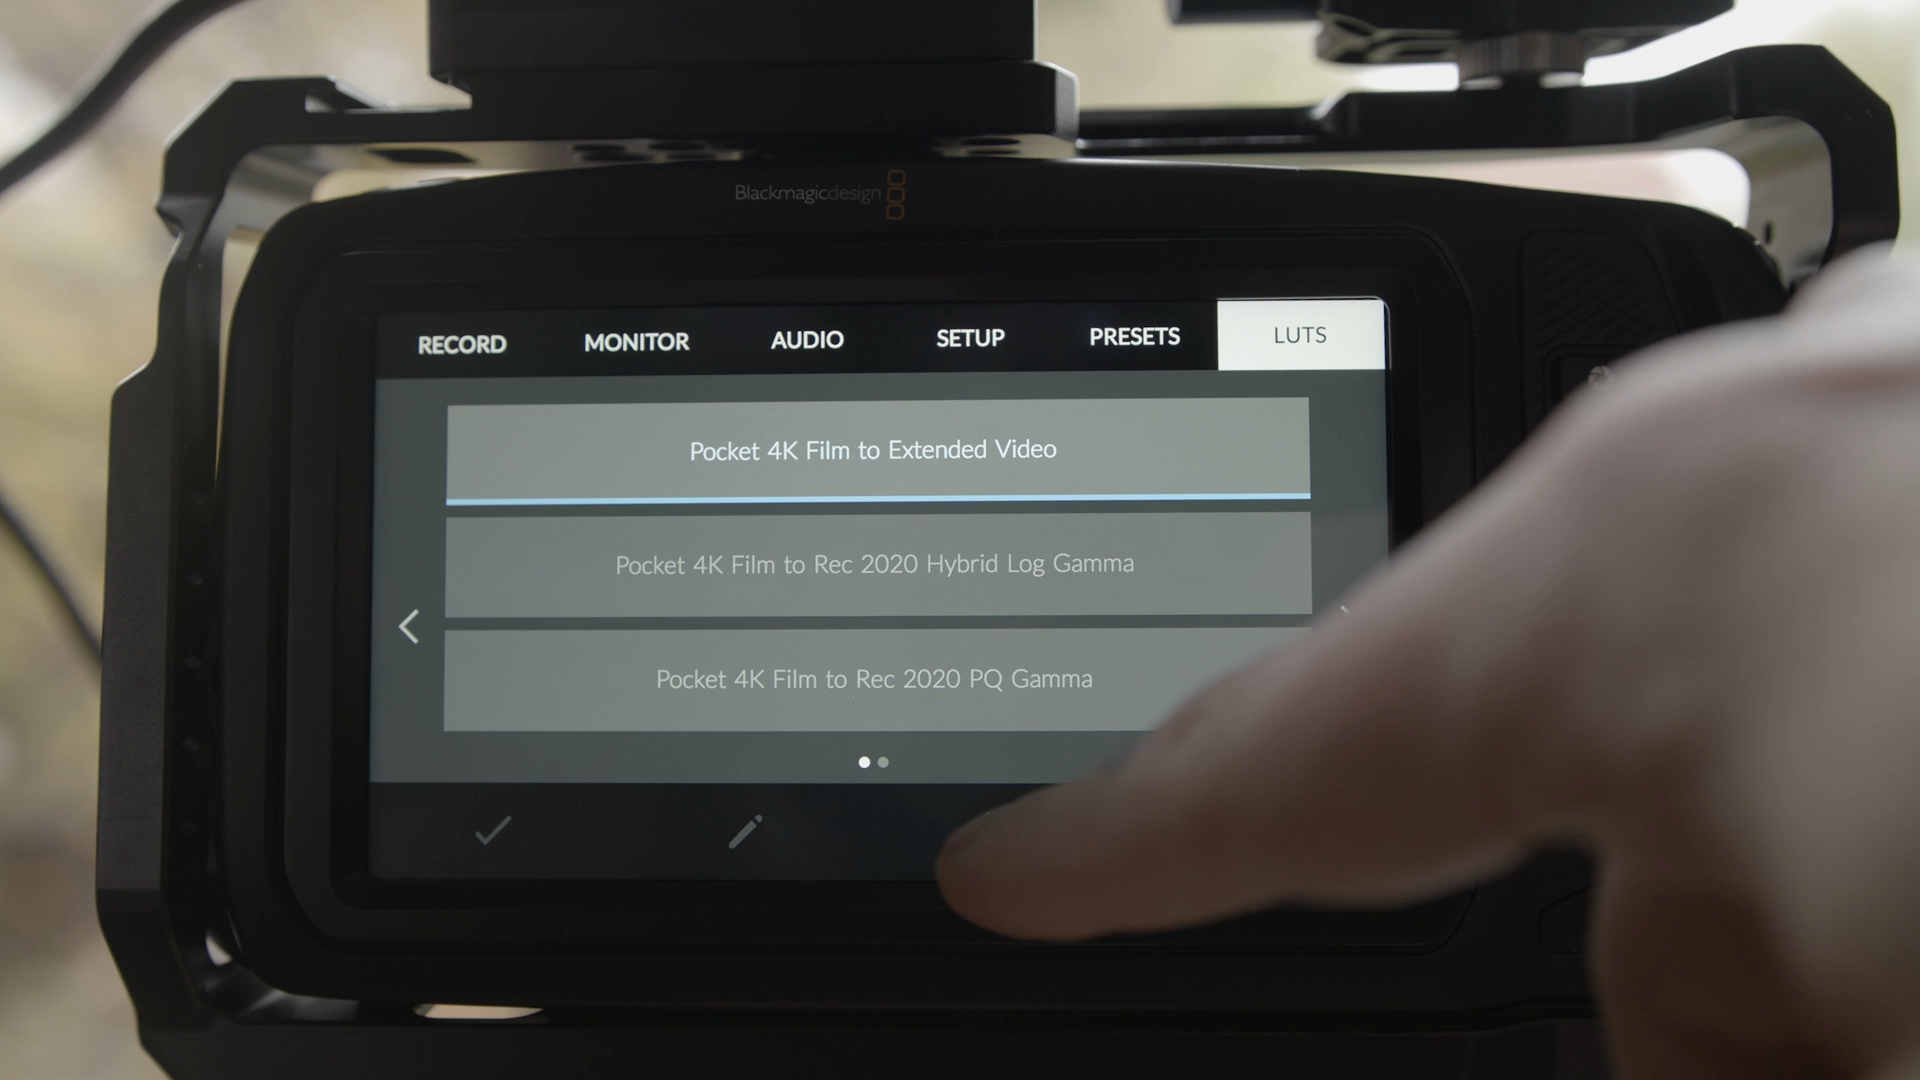 Blackmagicdesign
RECORD MONITOR AUDIO SETUP PRESETS LUTS
Pocket 4K Film to Extended Video
Pocket 4K Film to Rec 2020 Hybrid Log Gamma
Pocket 4K Film to Rec 2020 PQ Gamma